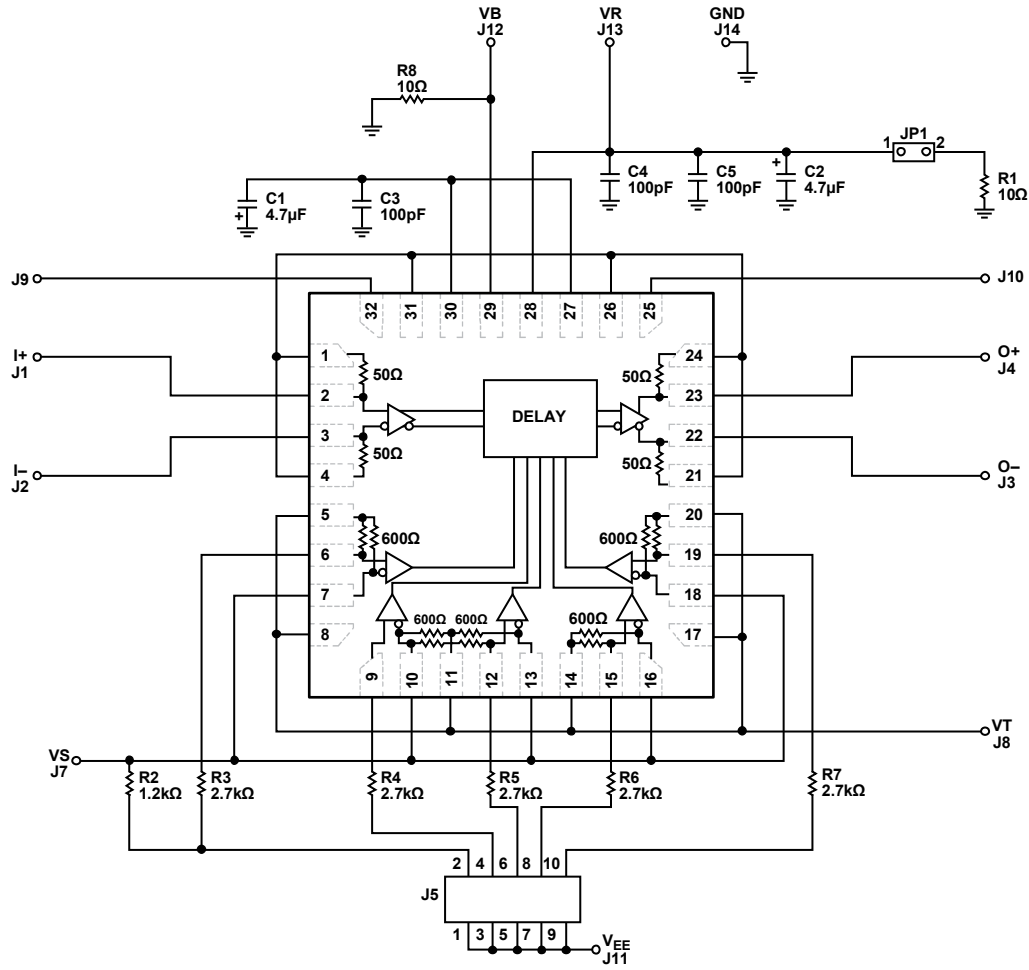 VB
J12
VR
J13
GND
J14
R8
10Ω
JP1
1
2
C1
4.7µF
+
C3
100pF
C4
100pF
C5
100pF
+
C2
4.7µF
R1
10Ω
J9
J10
32
31
30
29
28
27
26
25
I+
J1
I–
J2
1
2
3
4
5
6
7
8
50Ω
50Ω
600Ω
DELAY
50Ω
50Ω
600Ω
24
23
22
21
20
19
18
17
O+
J4
O–
J3
600Ω
600Ω
600Ω
9
10
11
12
13
14
15
16
VT
J8
VS
J7
R2
1.2kΩ
R3
2.7kΩ
R4
2.7kΩ
R5
2.7kΩ
R6
2.7kΩ
R7
2.7kΩ
2
4
6
8
10
J5
1
3
5
7
9
VEE
J11